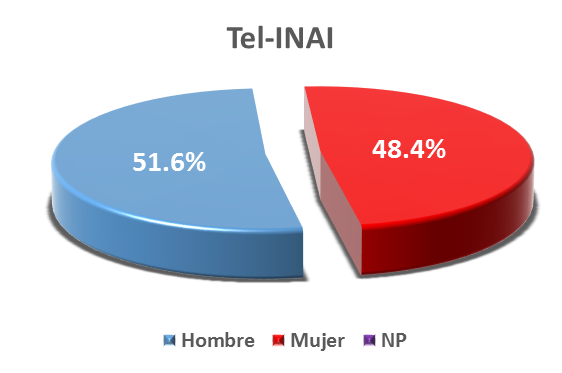 Tel-INAI
51.6%
48.4%
Hombre Mujer NP